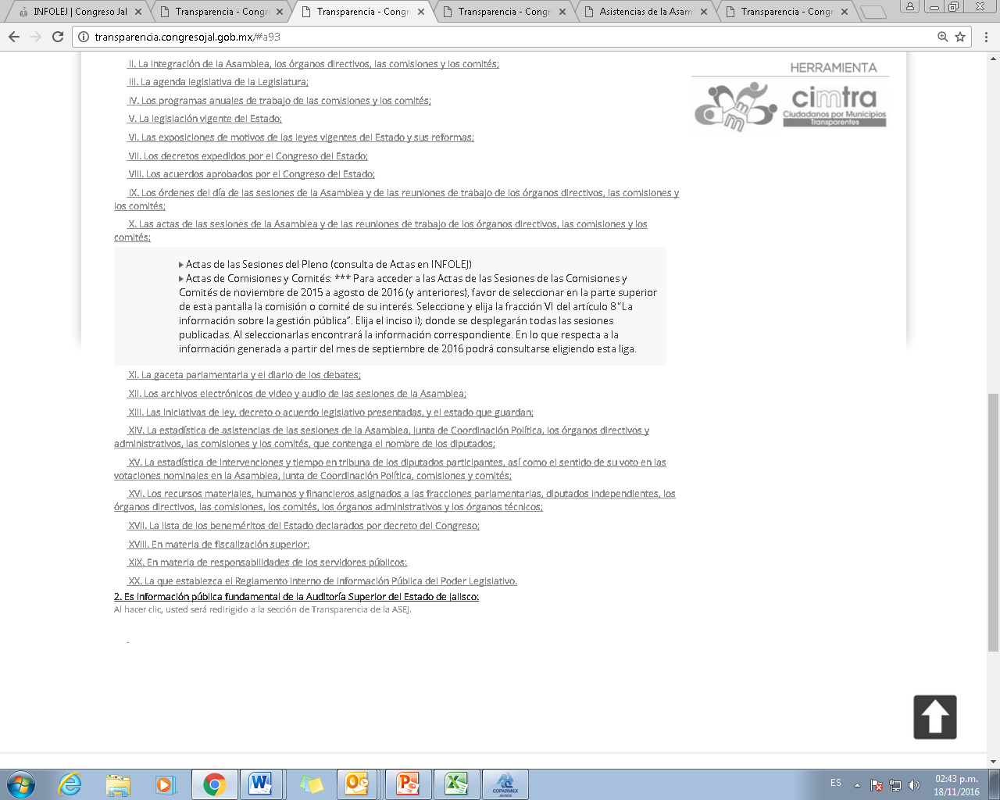 INFOLEJ | Congreso Jal
Transparencia - Congr
Transparencia - Congr
Transparencia - Congr
Asistencias de la Asam
Transparencia - Congr
transparencia.congresojal.gob.mx/#a93
II. La integración de la Asamblea, los órganos directivos, las comisiones y los comités;
III. La agenda legislativa de la Legislatura;
IV. Los programas anuales de trabajo de las comisiones y los comités;
V. La legislación vigente del Estado;
VI. Las exposiciones de motivos de las leyes vigentes del Estado y sus reformas;
VII. Los decretos expedidos por el Congreso del Estado;
VIII. Los acuerdos aprobados por el Congreso del Estado;
IX. Los órdenes del día de las sesiones de la Asamblea y de las reuniones de trabajo de los órganos directivos, las comisiones y
los comités;
X. Las actas de las sesiones de la Asamblea y de las reuniones de trabajo de los órganos directivos, las comisiones y los
comités;
Actas de las Sesiones del Pleno (consulta de Actas en INFOLEJ)
Actas de Comisiones y Comités: *** Para acceder a las Actas de las Sesiones de las Comisiones y
Comités de noviembre de 2015 a agosto de 2016 (y anteriores), favor de seleccionar en la parte superior
de esta pantalla la comisión o comité de su interés. Seleccione y elija la fracción VI del artículo 8 “La
información sobre la gestión pública”. Elija el inciso i); donde se desplegarán todas las sesiones
publicadas. Al seleccionarlas encontrará la información correspondiente. En lo que respecta a la
información generada a partir del mes de septiembre de 2016 podrá consultarse eligiendo esta liga.
XI. La gaceta parlamentaria y el diario de los debates;
XII. Los archivos electrónicos de video y audio de las sesiones de la Asamblea;
XIII. Las iniciativas de ley, decreto o acuerdo legislativo presentadas, y el estado que guardan;
XIV. La estadística de asistencias de las sesiones de la Asamblea, Junta de Coordinación Política, los órganos directivos y
administrativos, las comisiones y los comités, que contenga el nombre de los diputados;
XV. La estadística de intervenciones y tiempo en tribuna de los diputados participantes, así como el sentido de su voto en las
votaciones nominales en la Asamblea, Junta de Coordinación Política, comisiones y comités;
XVI. Los recursos materiales, humanos y financieros asignados a las fracciones parlamentarias, diputados independientes, los
órganos directivos, las comisiones, los comités, los órganos administrativos y los órganos técnicos;
XVII. La lista de los beneméritos del Estado declarados por decreto del Congreso;
XVIII. En materia de fiscalización superior:
XIX. En materia de responsabilidades de los servidores públicos:
XX. La que establezca el Reglamento Interno de Información Pública del Poder Legislativo.
2. Es información pública fundamental de la Auditoría Superior del Estado de Jalisco:
Al hacer clic, usted será redirigido a la sección de Transparencia de la ASEJ.
HERRAMIENTA
cimtra
Ciudadanos por Municipios
Transparentes
COPARMEX
JALISCO
ES
02:43 p.m.
18/11/2016